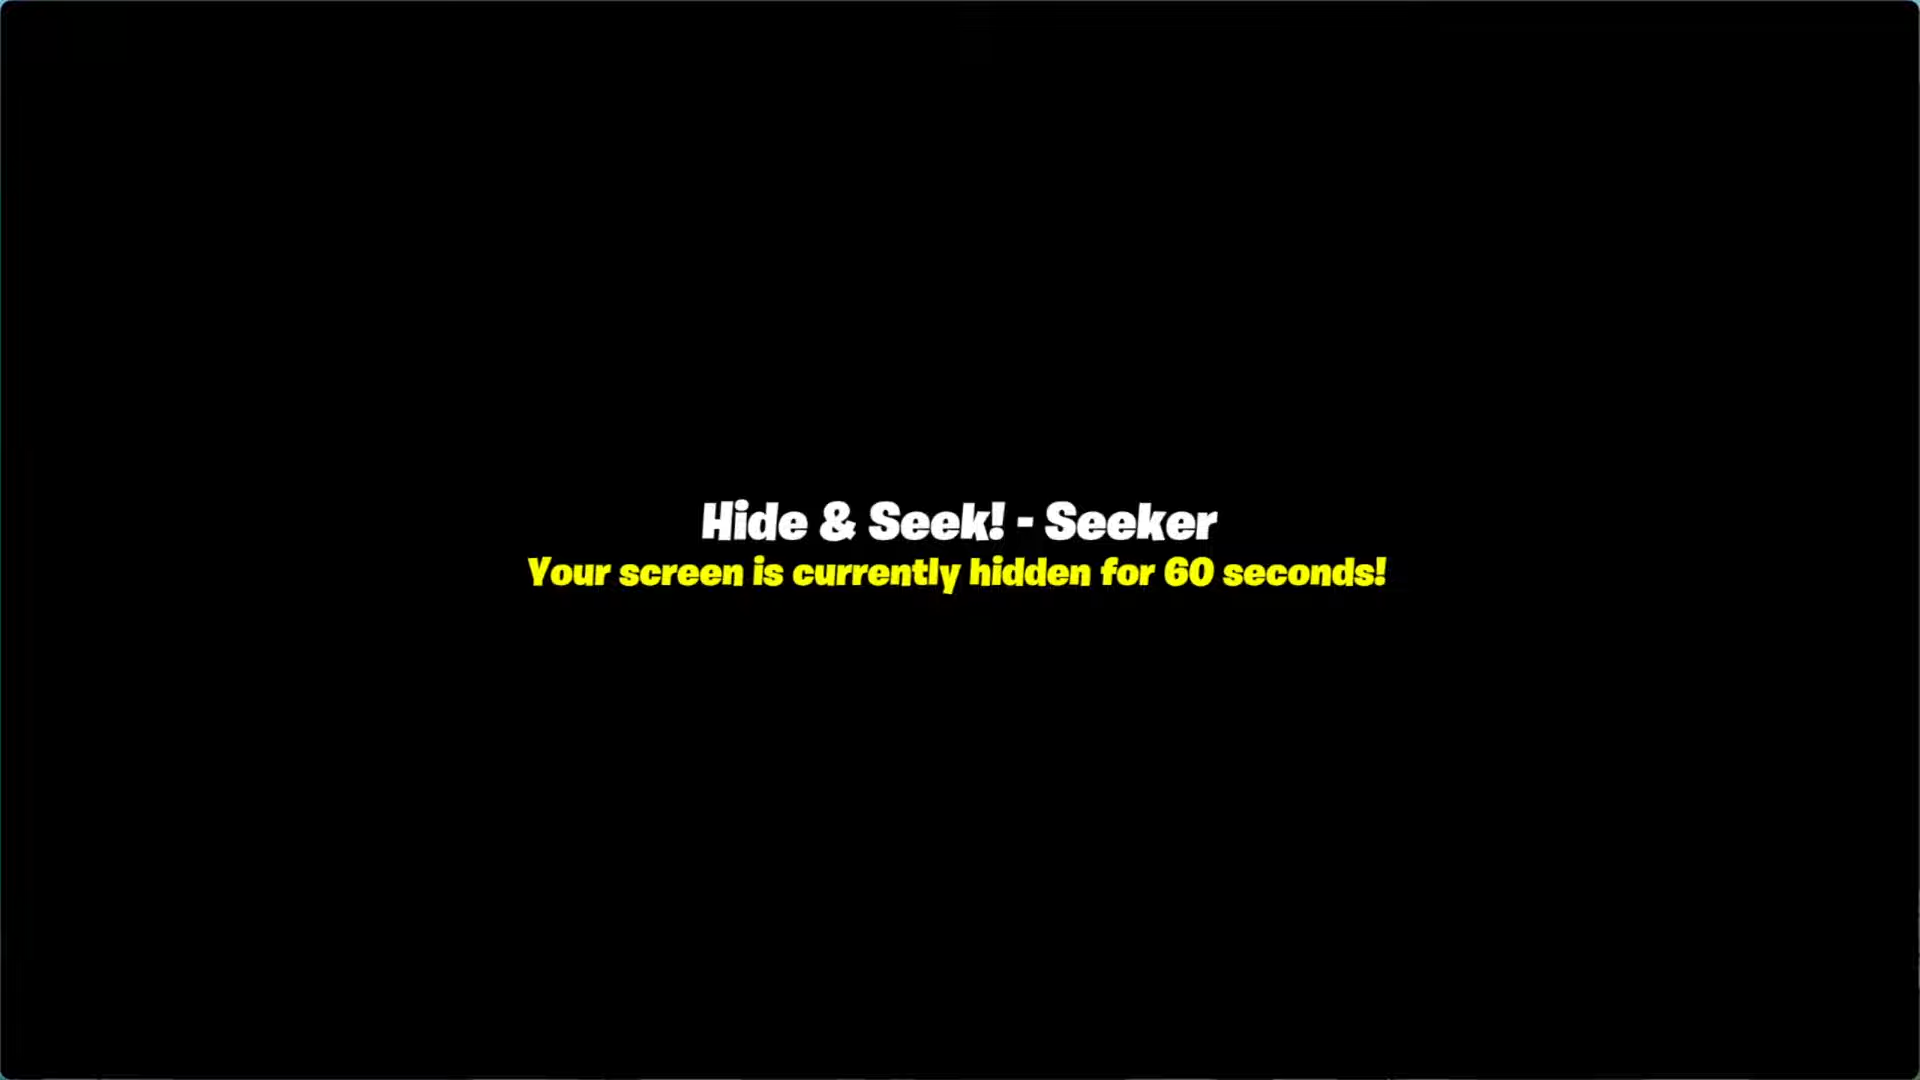 Hide & Seek! - Seeker
Your screen is currently hidden for 60 seconds!